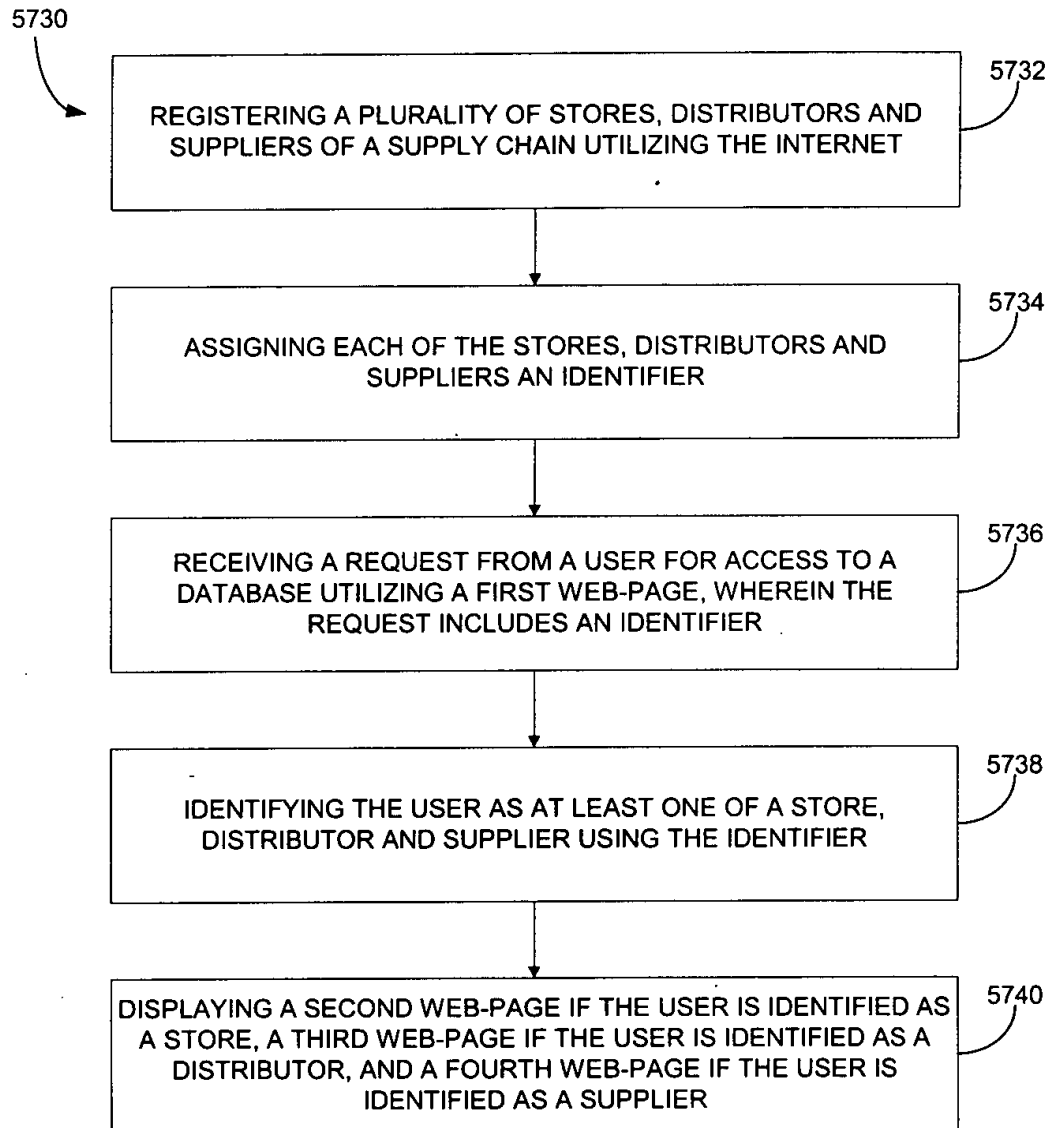 5730
5732
REGISTERING A PLURALITY OF STORES, DISTRIBUTORS AND
SUPPLIERS OF A SUPPLY CHAIN UTILIZING THE INTERNET
5734
ASSIGNING EACH OF THE STORES, DISTRIBUTORS AND
SUPPLIERS AN IDENTIFIER
5736
RECEIVING A REQUEST FROM A USER FOR ACCESS TO A
DATABASE UTILIZING A FIRST WEB-PAGE, WHEREIN THE
REQUEST INCLUDES AN IDENTIFIER
5738
IDENTIFYING THE USER AS AT LEAST ONE OF A STORE,
DISTRIBUTOR AND SUPPLIER USING THE IDENTIFIER
5740
DISPLAYING A SECOND WEB-PAGE IF THE USER IS IDENTIFIED AS
A STORE, A THIRD WEB-PAGE IF THE USER IS IDENTIFIED AS A
DISTRIBUTOR, AND A FOURTH WEB-PAGE IF THE USER IS
IDENTIFIED AS A SUPPLIER